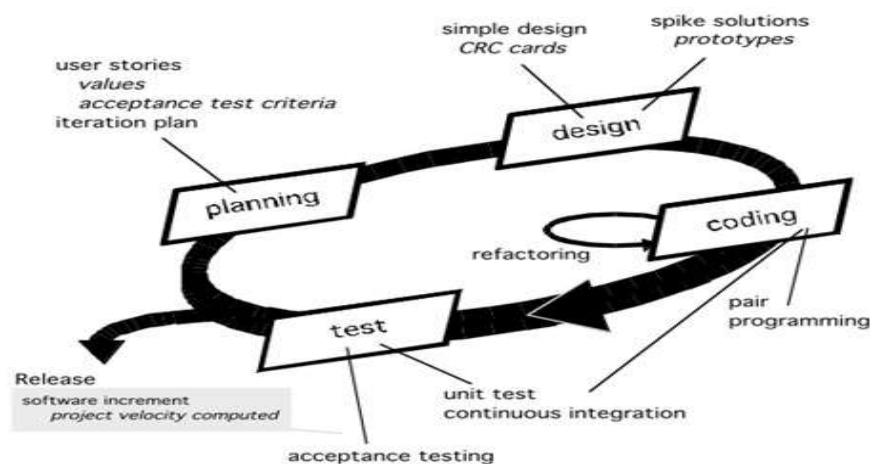 simple design
CRC cards
spike solutions
prototypes
user stories
values
acceptance test criteria
iteration plan
design
planning
coding
refactoring
test
pair
programming
Release
software increment
project velocity computed
unit test
continuous integration
acceptance testing